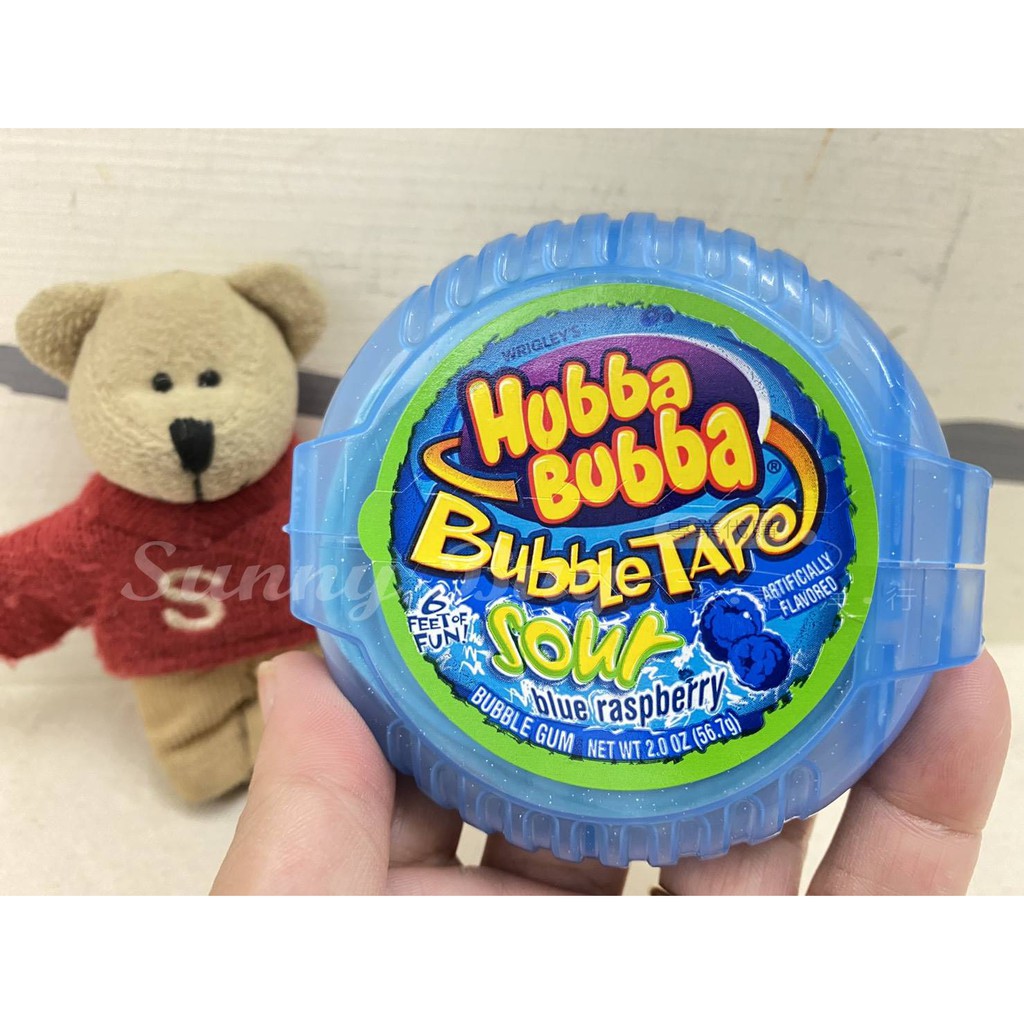 WRIGLEY'S
Hubba
Bubba®
Bubble TAPE
6
FEET OF
FUN!
ARTIFICIALLY
FLAVORED
sour
blue raspberry
BUBBLE GUM NET WT 2.0 OZ (56.7g)
S
Sunny